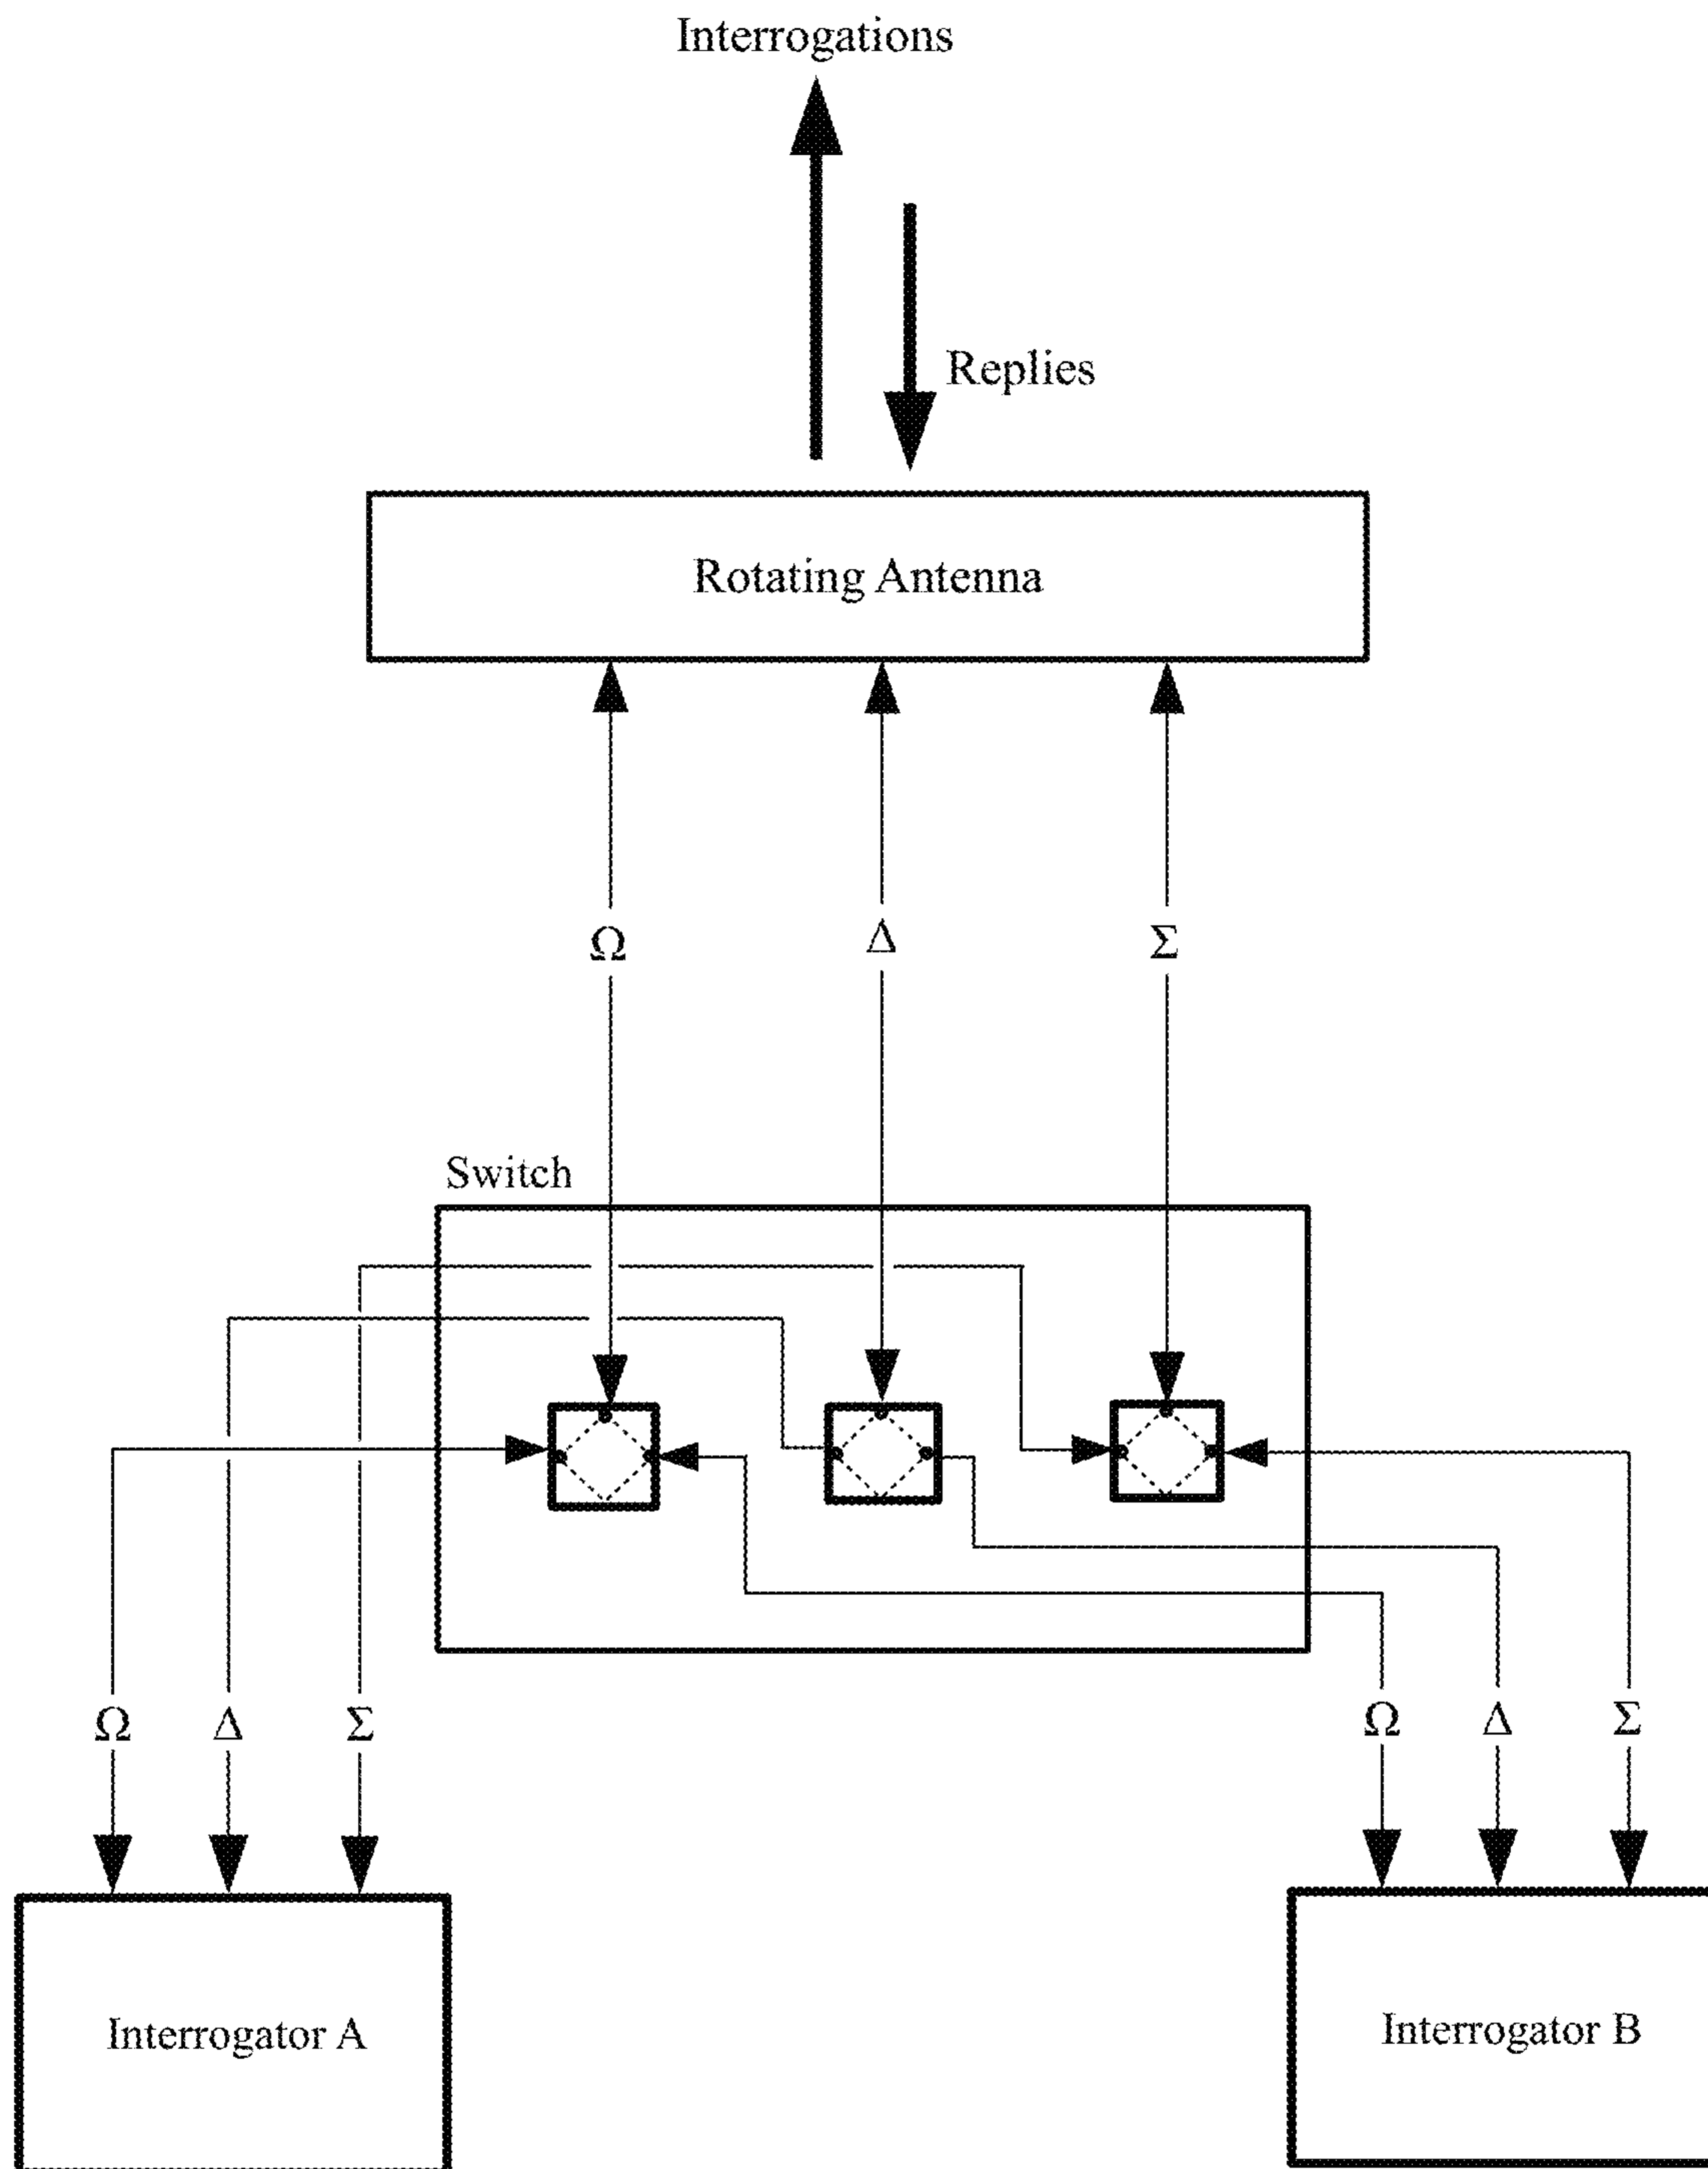 Interrogations
Replies
Rotating Antenna
Ω Δ Σ
Switch
Ω Δ Σ Ω Δ Σ
Interrogator A Interrogator B